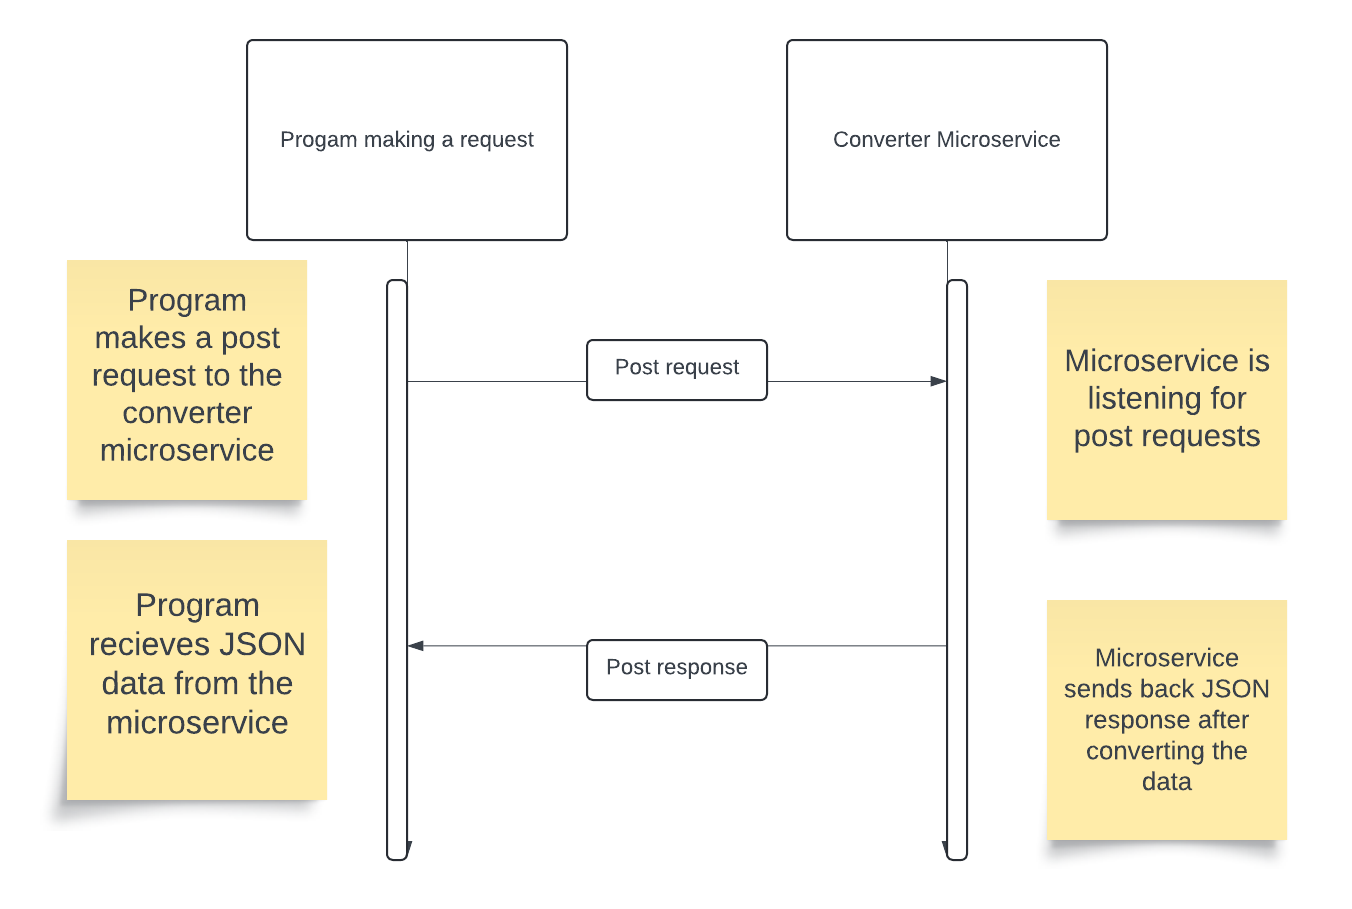 Progam making a request
Converter Microservice
Program
makes a post
request to the
converter
microservice
Post request
Microservice is
listening for
post requests
Program
recieves JSON
data from the
microservice
Post response
Microservice
sends back JSON
response after
converting the
data